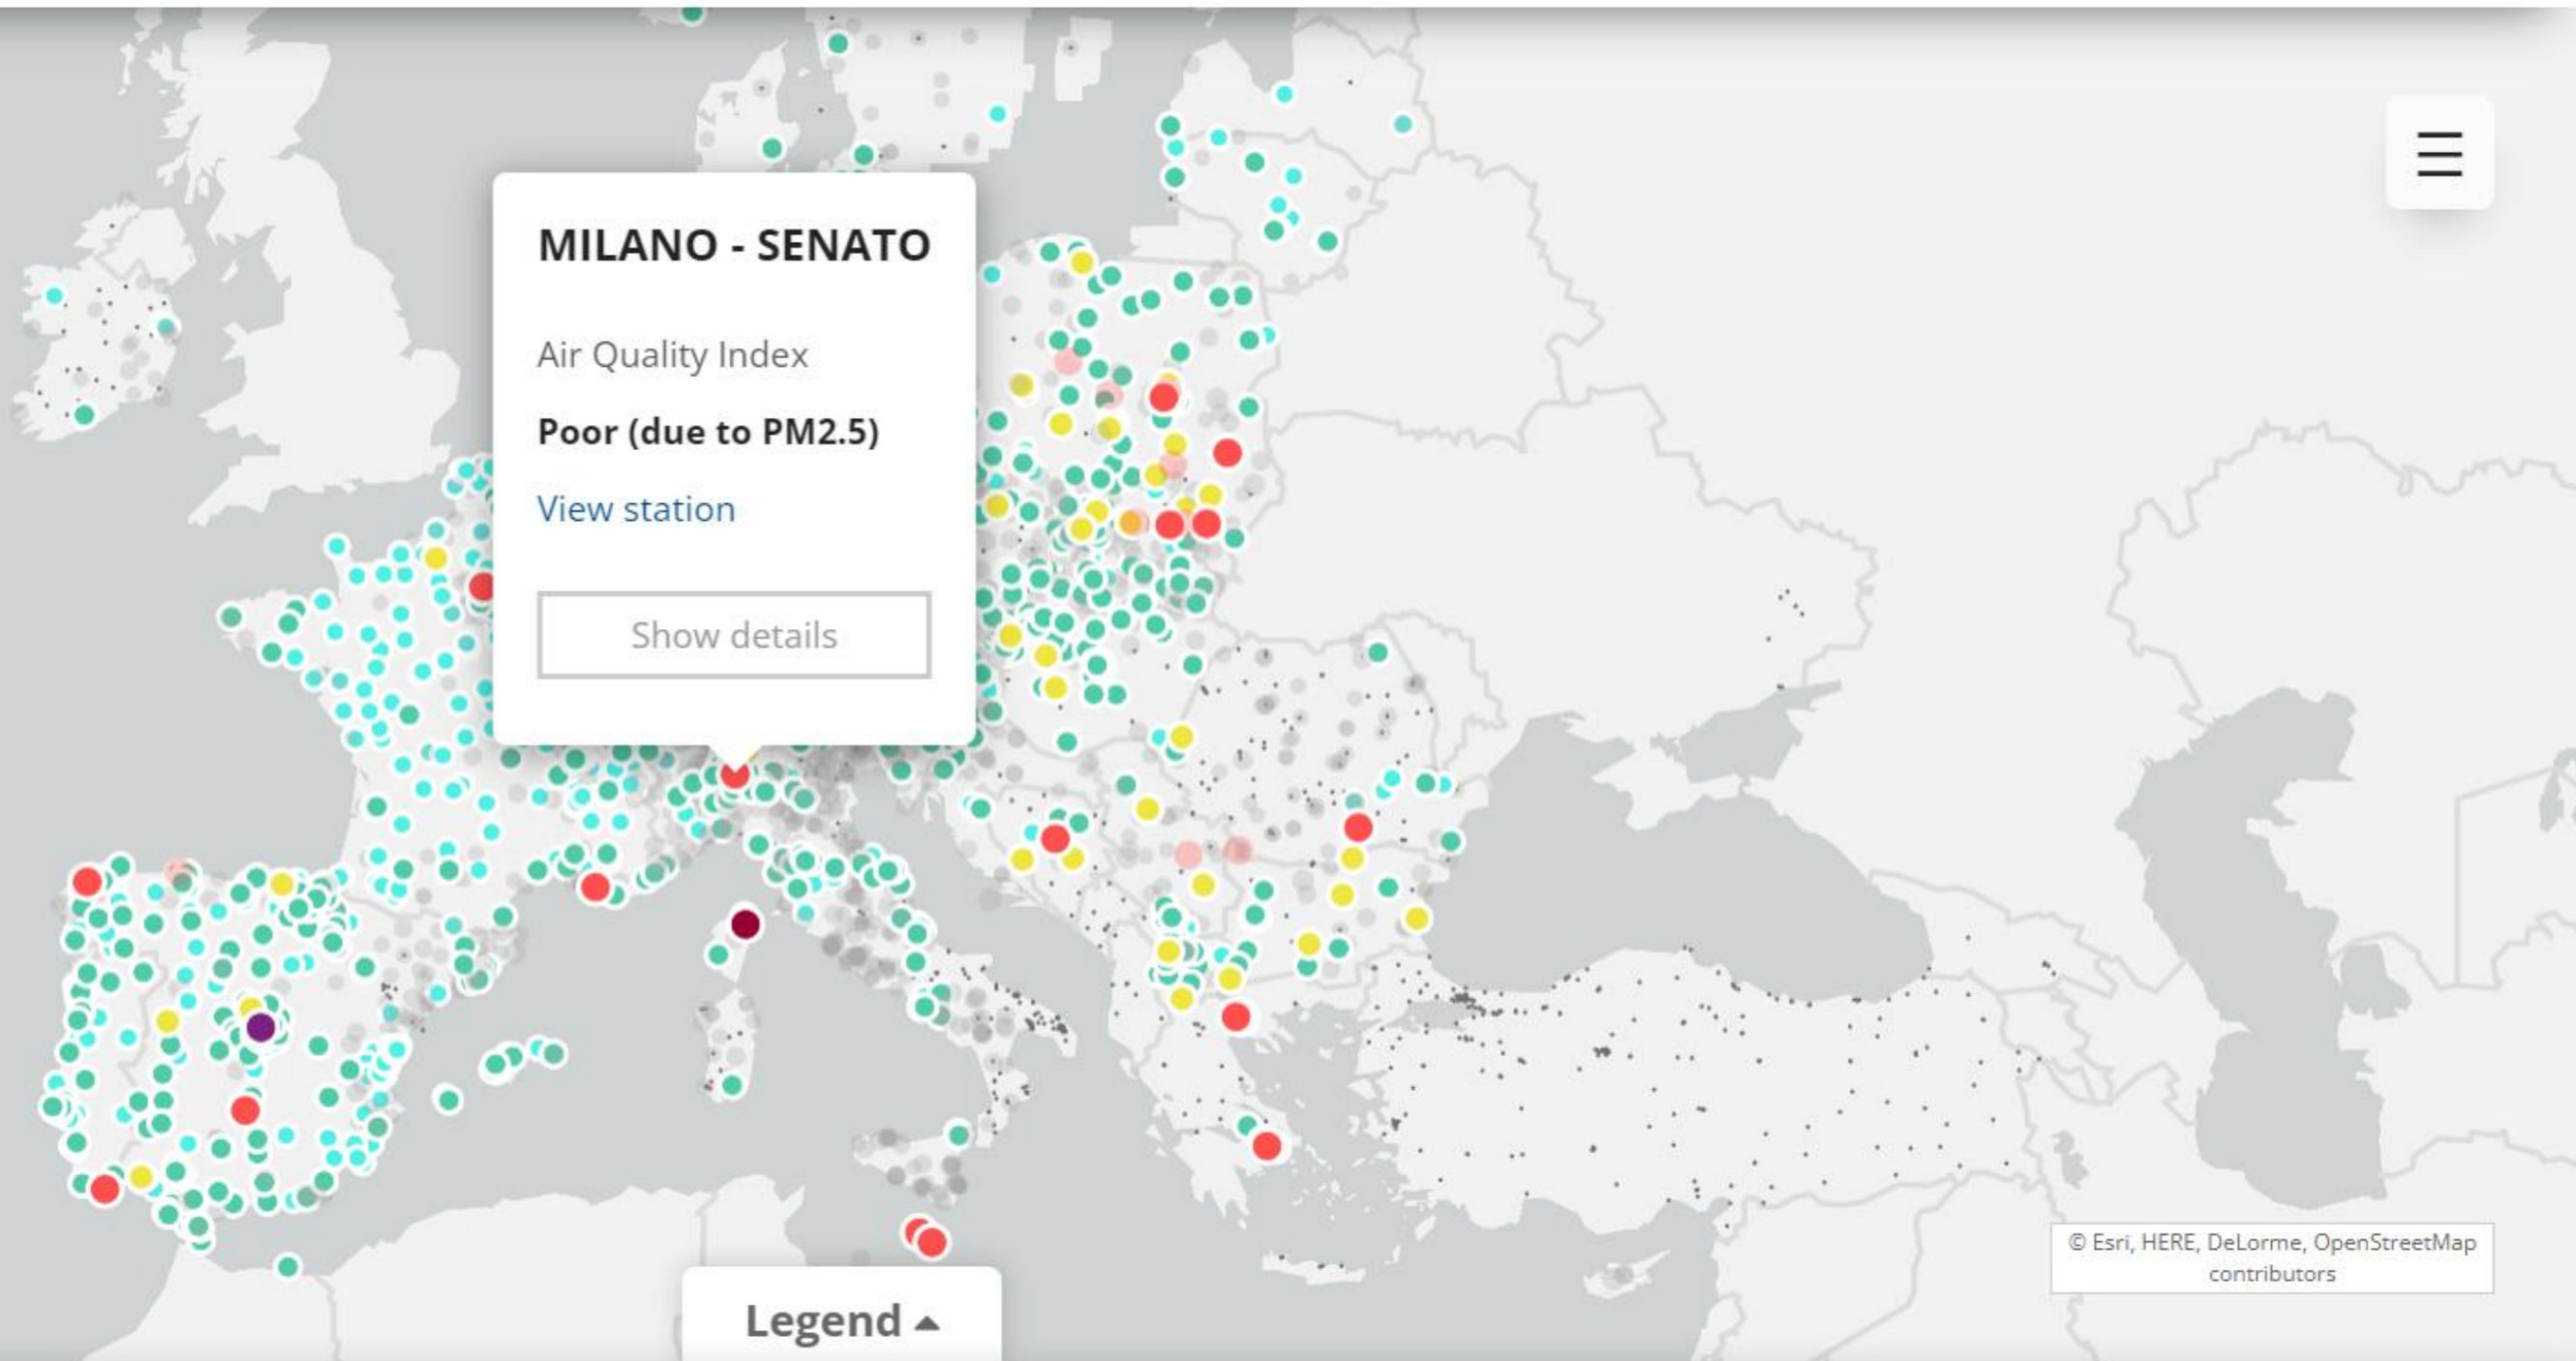 MILANO - SENATO
Air Quality Index
Poor (due to PM2.5)
View station
Show details
© Esri, HERE, DeLorme, OpenStreetMap
contributors
Legend